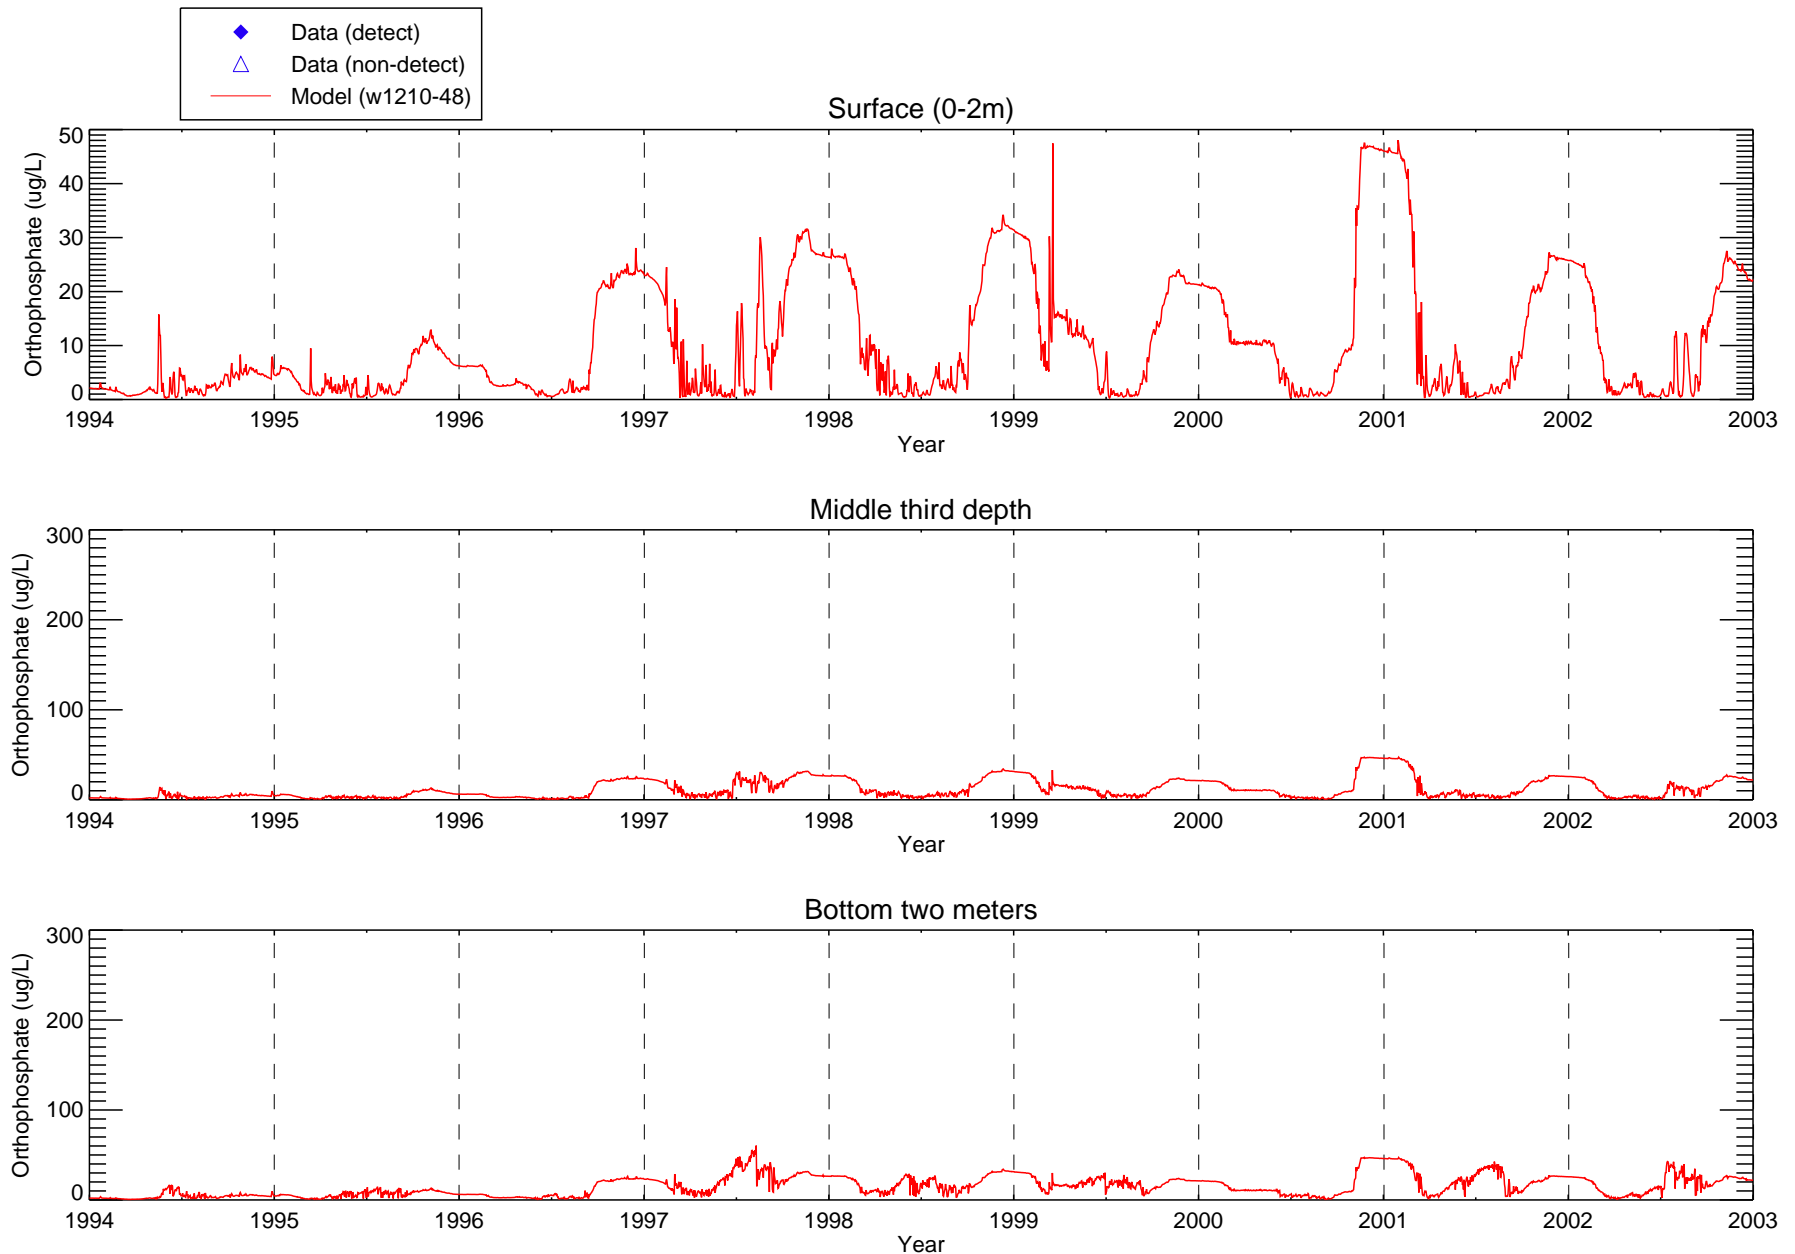 Data (detect)
Data (non-detect)
Model (w1210-48)
Surface (0-2m)
Orthophosphate (ug/L)
50
40
30
20
10
0
1994 1995 1996 1997 1998 1999 2000 2001 2002 2003
Year
Middle third depth
Orthophosphate (ug/L)
300
200
100
0
1994 1995 1996 1997 1998 1999 2000 2001 2002 2003
Year
Bottom two meters
Orthophosphate (ug/L)
300
200
100
0
1994 1995 1996 1997 1998 1999 2000 2001 2002 2003
Year